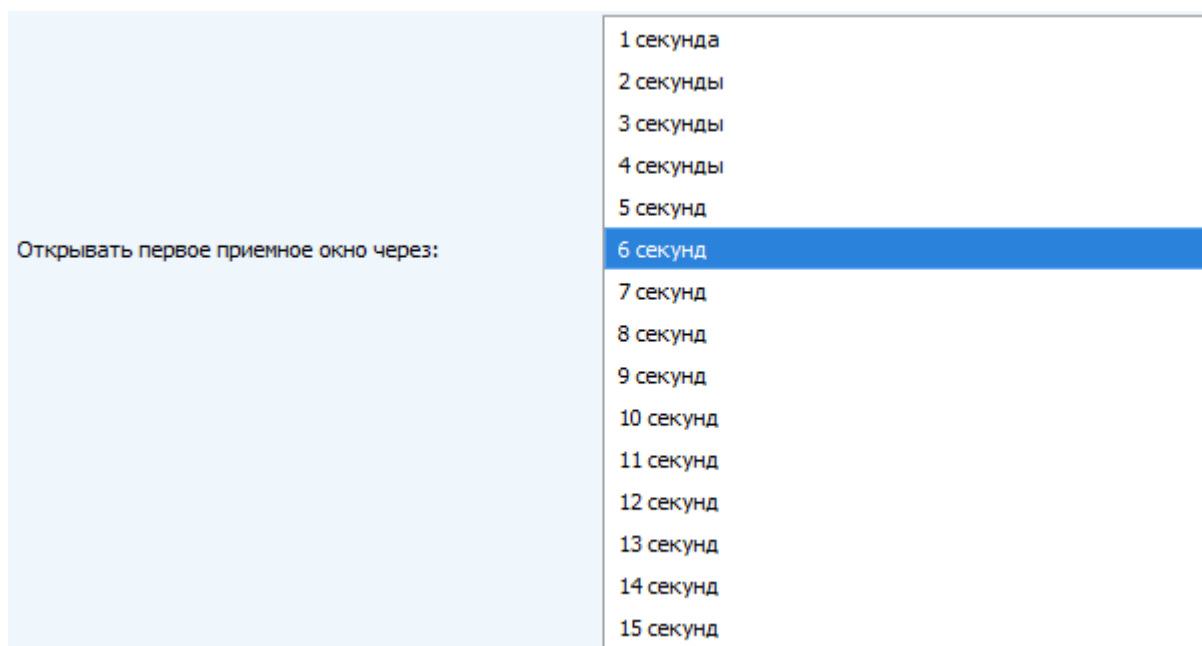 1 секунда
2 секунды
3 секунды
4 секунды
5 секунд
Открывать первое приемное окно через:
6 секунд
7 секунд
8 секунд
9 секунд
10 секунд
11 секунд
12 секунд
13 секунд
14 секунд
15 секунд